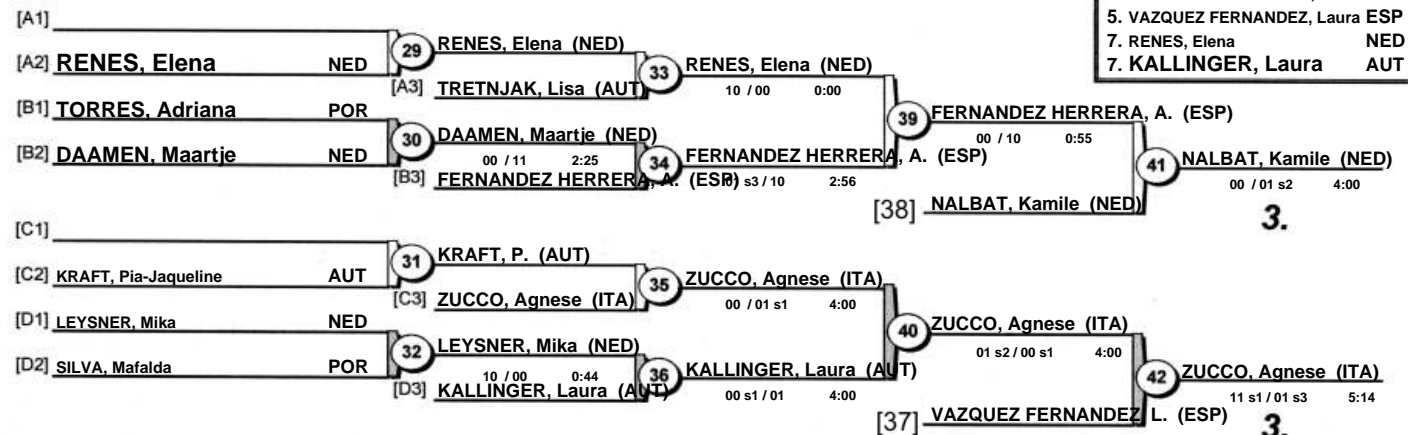 5. VAZQUEZ FERNANDEZ, Laura ESP
7. RENES, Elena NED
7. KALLINGER, Laura AUT
[A1]
[A2] RENES, Elena NED
29
RENES, Elena (NED)
[A3] TRETNJAK, Lisa (AUT)
33
RENES, Elena (NED)
10 / 00 0:00
[B1] TORRES, Adriana POR
[B2] DAAMEN, Maartje NED
30
DAAMEN, Maartje (NED)
00 / 11 2:25
[B3] FERNANDEZ HERRERA, A. (ESP)
34
FERNANDEZ HERRERA, A. (ESP)
s3 / 10 2:56
39
FERNANDEZ HERRERA, A. (ESP)
00 / 10 0:55
[38] NALBAT, Kamile (NED)
41
NALBAT, Kamile (NED)
00 / 01 s2 4:00
3.
[C1]
[C2] KRAFT, Pia-Jaqueline AUT
31
KRAFT, P. (AUT)
[C3] ZUCCO, Agnese (ITA)
35
ZUCCO, Agnese (ITA)
00 / 01 s1 4:00
[D1] LEYSNER, Mika NED
[D2] SILVA, Mafalda POR
32
LEYSNER, Mika (NED)
10 / 00 0:44
[D3] KALLINGER, Laura (AUT)
36
KALLINGER, Laura (AUT)
00 s1 / 01 4:00
40
ZUCCO, Agnese (ITA)
01 s2 / 00 s1 4:00
[37] VAZQUEZ FERNANDEZ, L. (ESP)
42
ZUCCO, Agnese (ITA)
11 s1 / 01 s3 5:14
3.